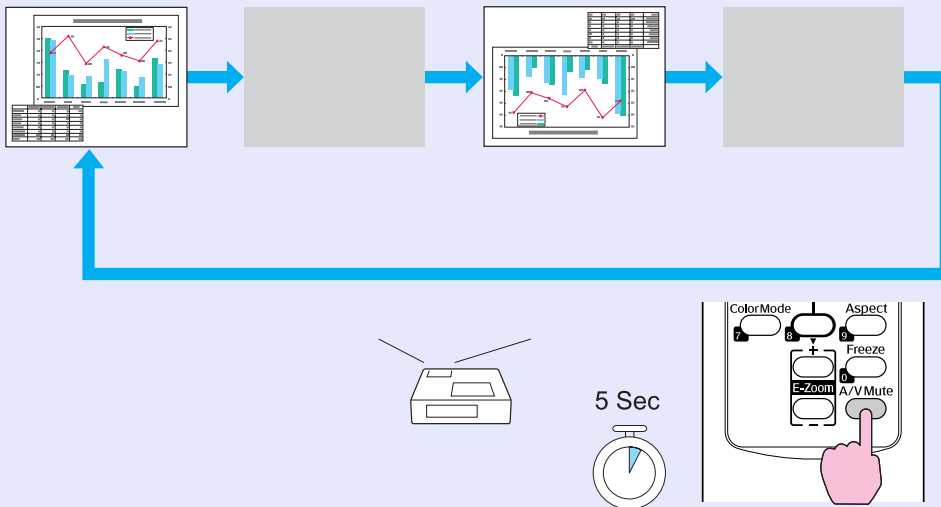 5 Sec
ColorMode
Aspect
7
8
9
+
Freeze
0
E-Zoom
A/V Mute
−